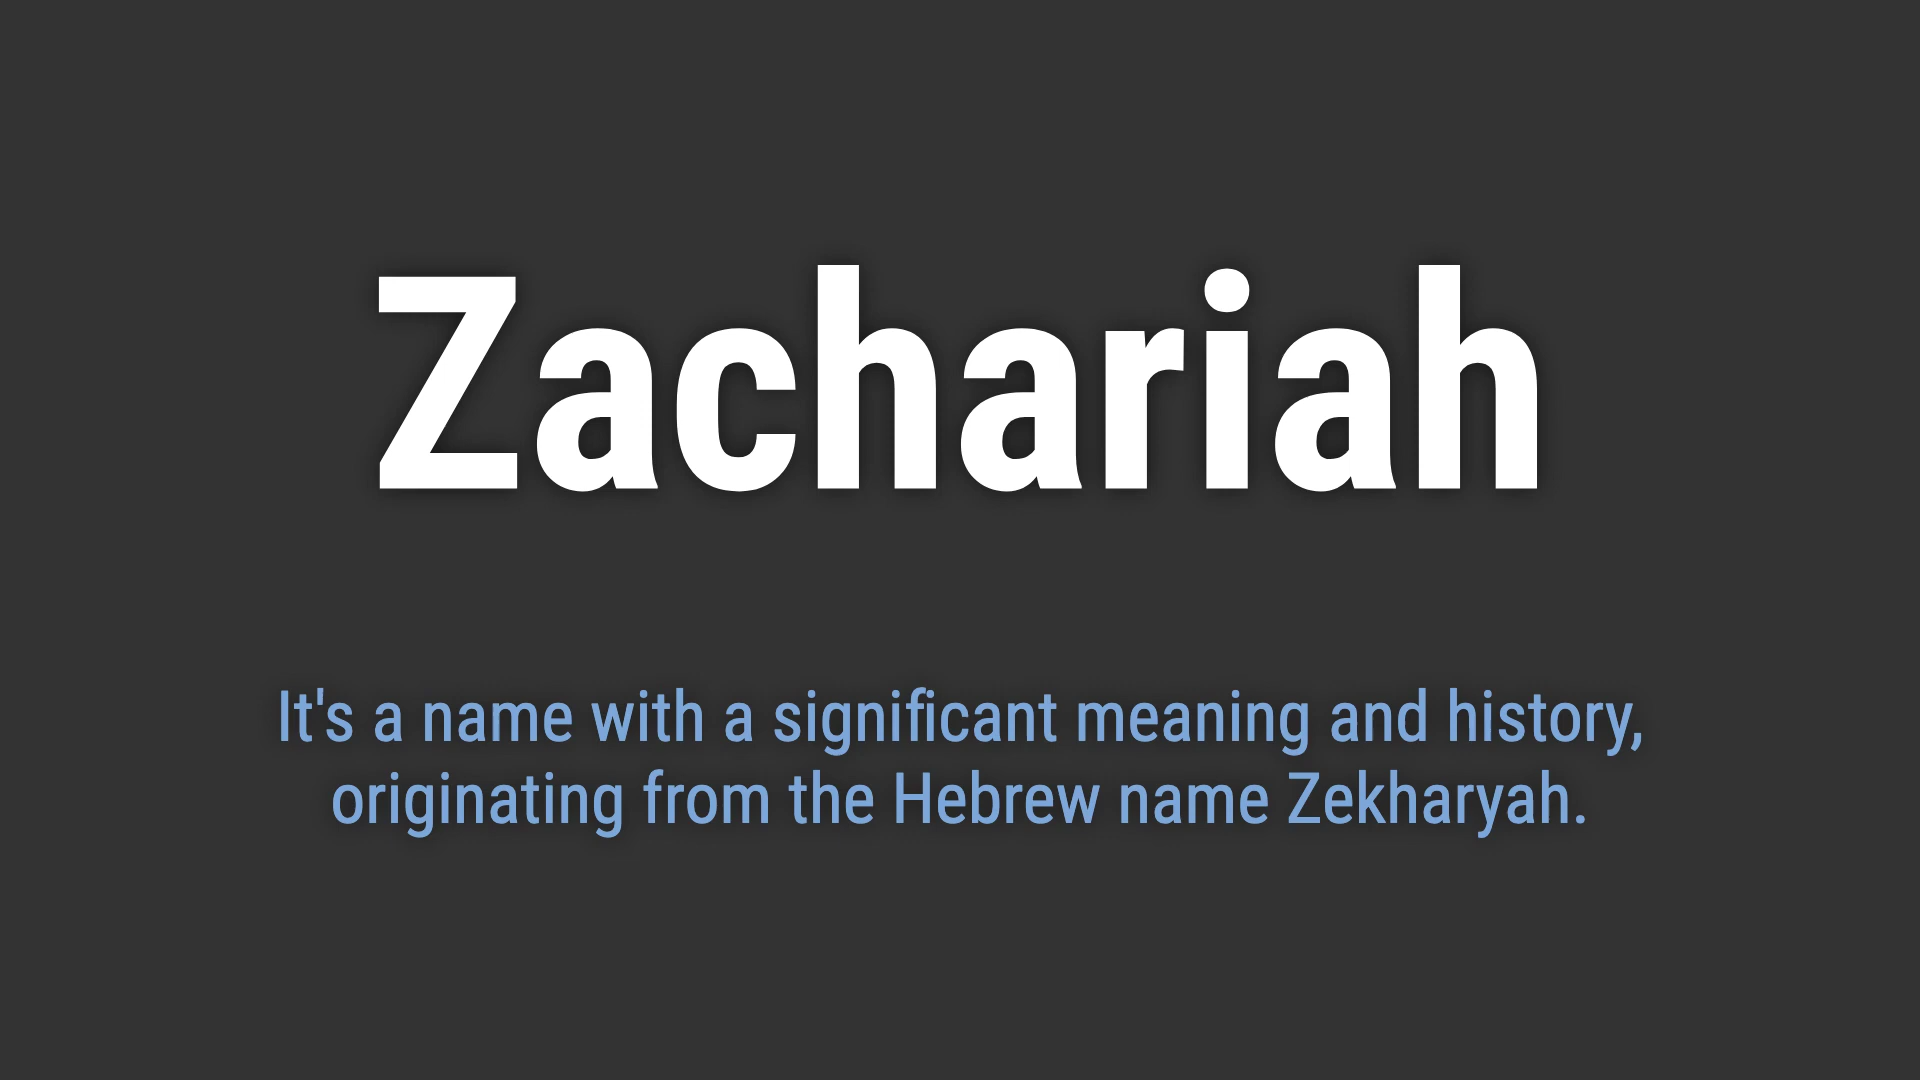 Zachariah
It's a name with a significant meaning and history,
originating from the Hebrew name Zekharyah.